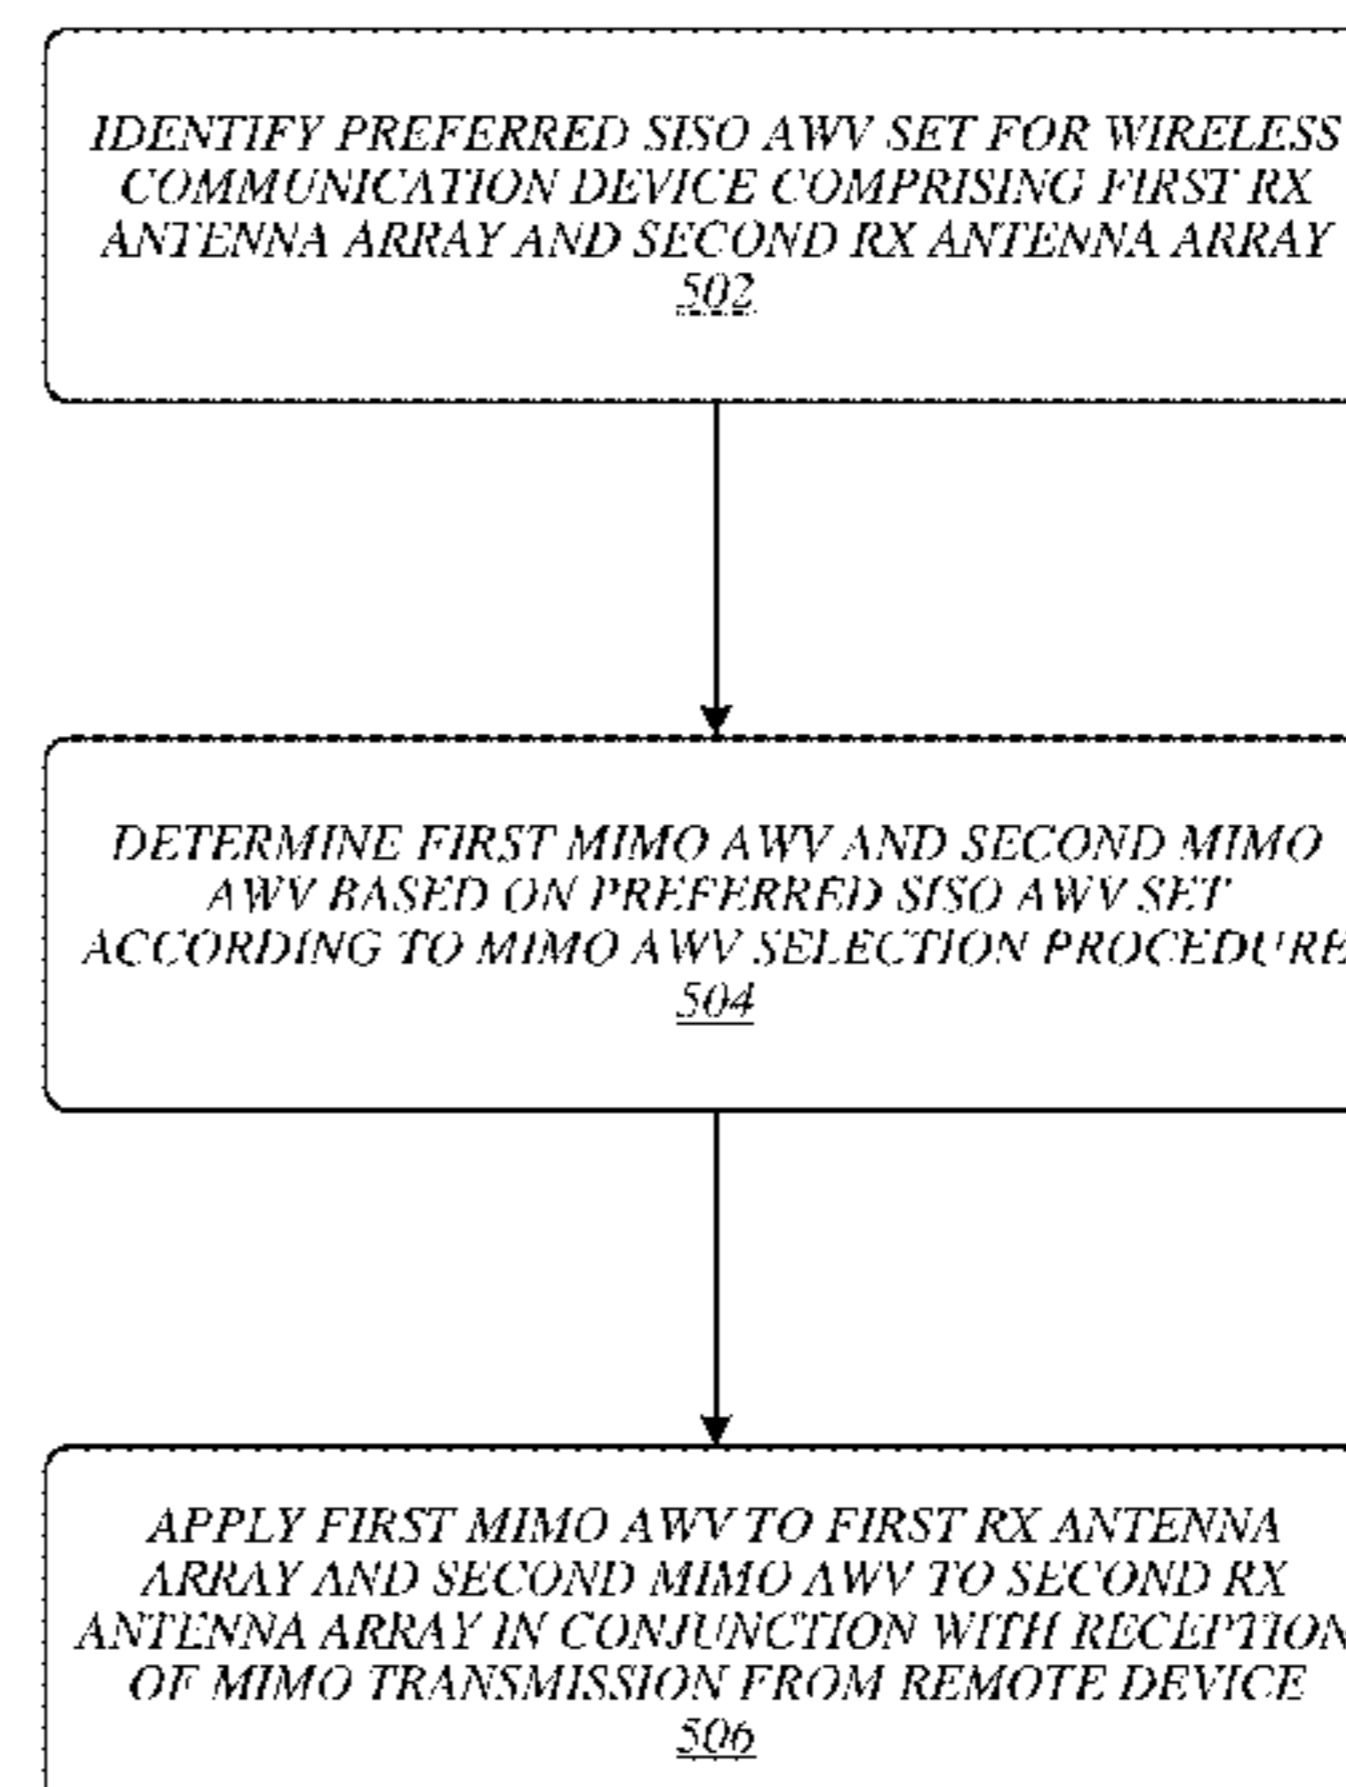 IDENTIFY PREFERRED SISO AWV SET FOR WIRELESS
COMMUNICATION DEVICE COMPRISING FIRST RX
ANTENNA ARRAY AND SECOND RX ANTENNA ARRAY
502
DETERMINE FIRST MIMO AWV AND SECOND MIMO
AWV BASED ON PREFERRED SISO AWV SET
ACCORDING TO MIMO AWV SELECTION PROCEDURE
504
APPLY FIRST MIMO AWV TO FIRST RX ANTENNA
ARRAY AND SECOND MIMO AWV TO SECOND RX
ANTENNA ARRAY IN CONJUNCTION WITH RECEPTION
OF MIMO TRANSMISSION FROM REMOTE DEVICE
506